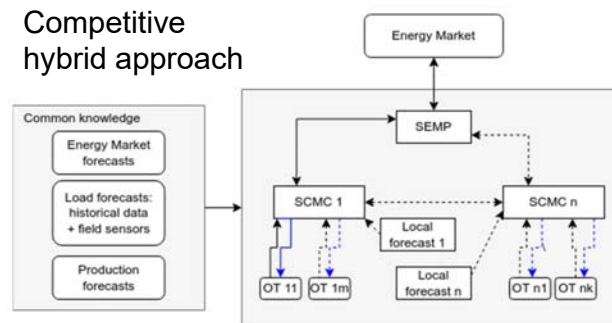 Competitive
hybrid approach
Energy Market
Common knowledge
Energy Market
forecasts
Load forecasts:
historical data
+ field sensors
Production
forecasts
SEMP
SCMC 1
SCMC n
Local
forecast 1
Local
forecast n
OT 11
OT 1m
OT n1
OT nk